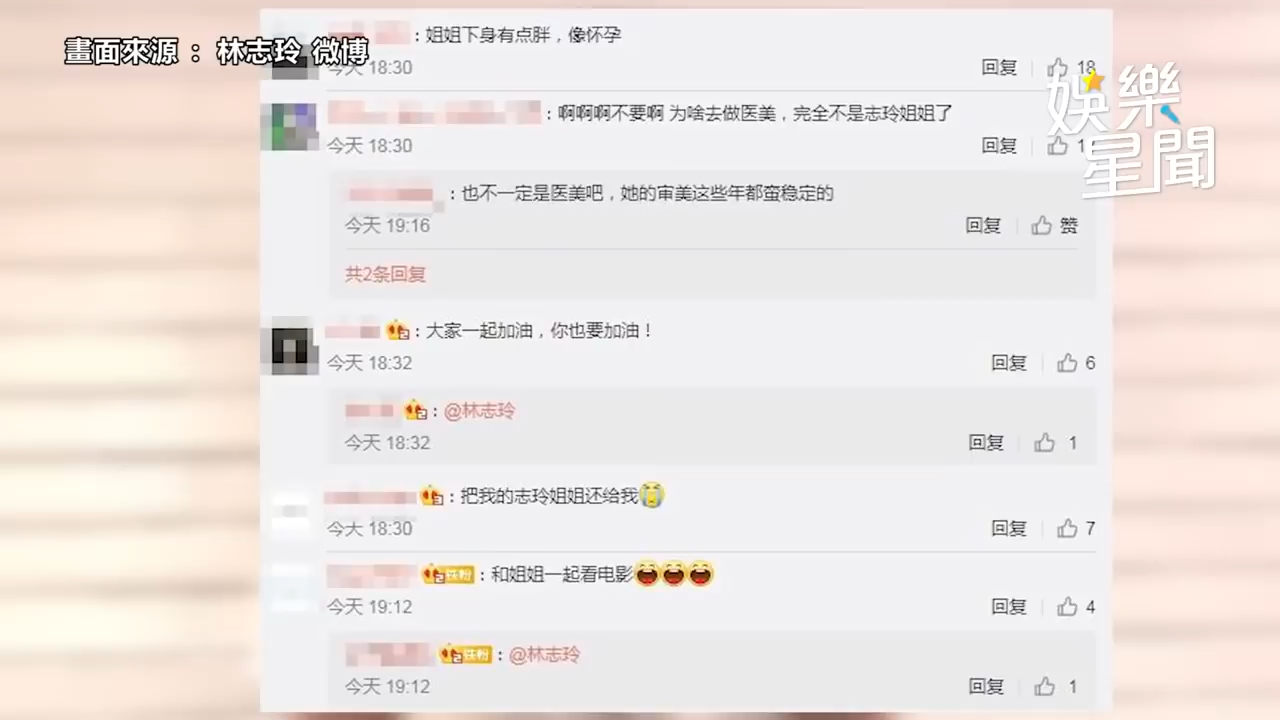 畫面來源 : 林志玲 微博
娛樂星聞
: 姐姐下身有点胖，像怀孕
今天 18:30 回复 18
: 啊啊啊不要啊 为啥去做医美，完全不是志玲姐姐了
今天 18:30 回复
: 也不一定是医美吧，她的审美这些年都蛮稳定的
今天 19:16 回复 赞
共2条回复
: 大家一起加油，你也要加油！
今天 18:32 回复 6
: @林志玲
今天 18:32 回复 1
: 把我的志玲姐姐还给我😭
今天 18:30 回复 7
铁粉 : 和姐姐一起看电影😄😄😄
今天 19:12 回复 4
铁粉 : @林志玲
今天 19:12 回复 1